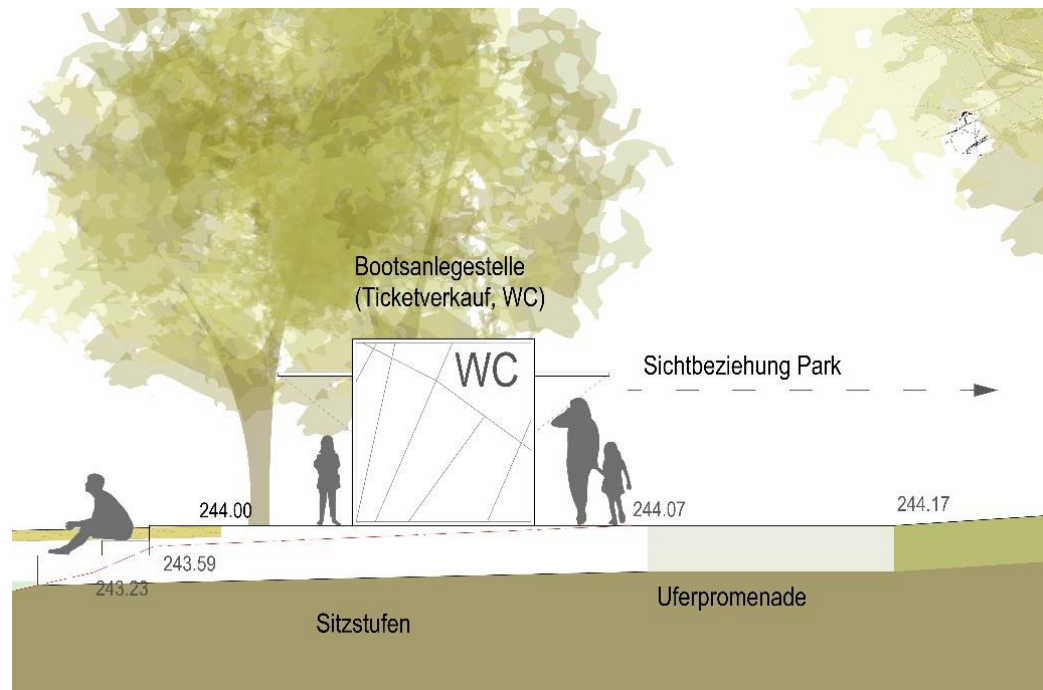 Bootsanlegestelle
(Ticketverkauf, WC)
WC
Sichtbeziehung Park
244.00
244.07
244.17
243.59
243.23
Uferpromenade
Sitzstufen